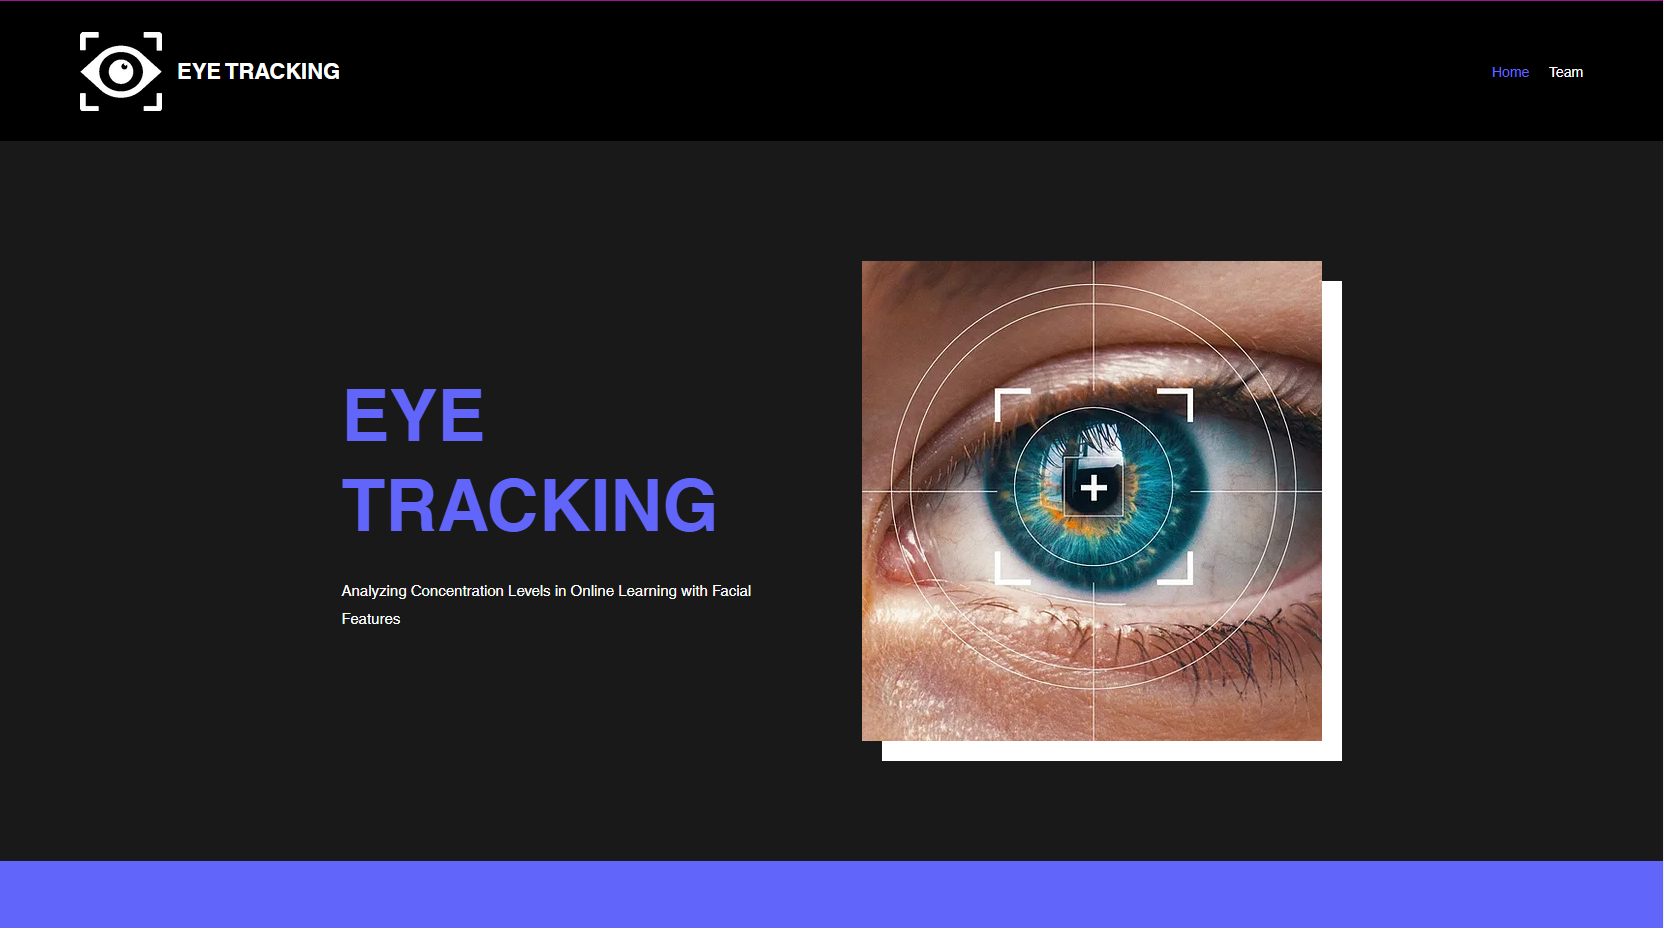 EYE TRACKING
Home
Team
EYE
TRACKING
Analyzing Concentration Levels in Online Learning with Facial
Features